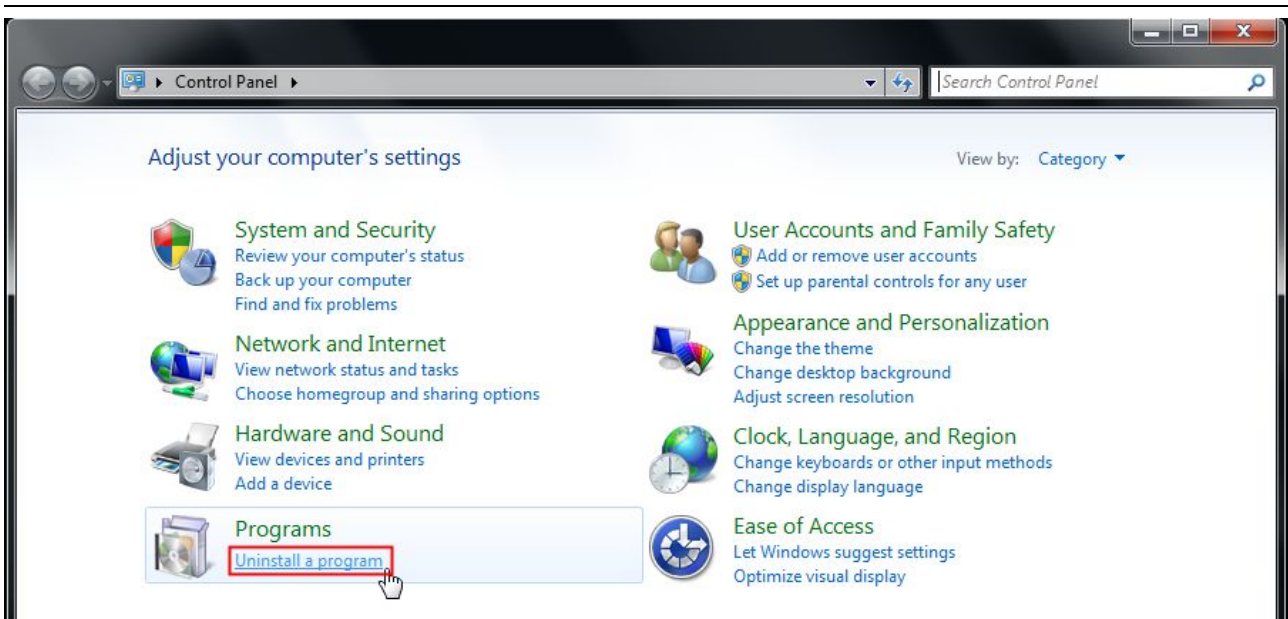 Control Panel
Search Control Panel
Adjust your computer's settings
View by: Category
System and Security
Review your computer's status
Back up your computer
Find and fix problems
Network and Internet
View network status and tasks
Choose homegroup and sharing options
Hardware and Sound
View devices and printers
Add a device
Programs
Uninstall a program
User Accounts and Family Safety
Add or remove user accounts
Set up parental controls for any user
Appearance and Personalization
Change the theme
Change desktop background
Adjust screen resolution
Clock, Language, and Region
Change keyboards or other input methods
Change display language
Ease of Access
Let Windows suggest settings
Optimize visual display